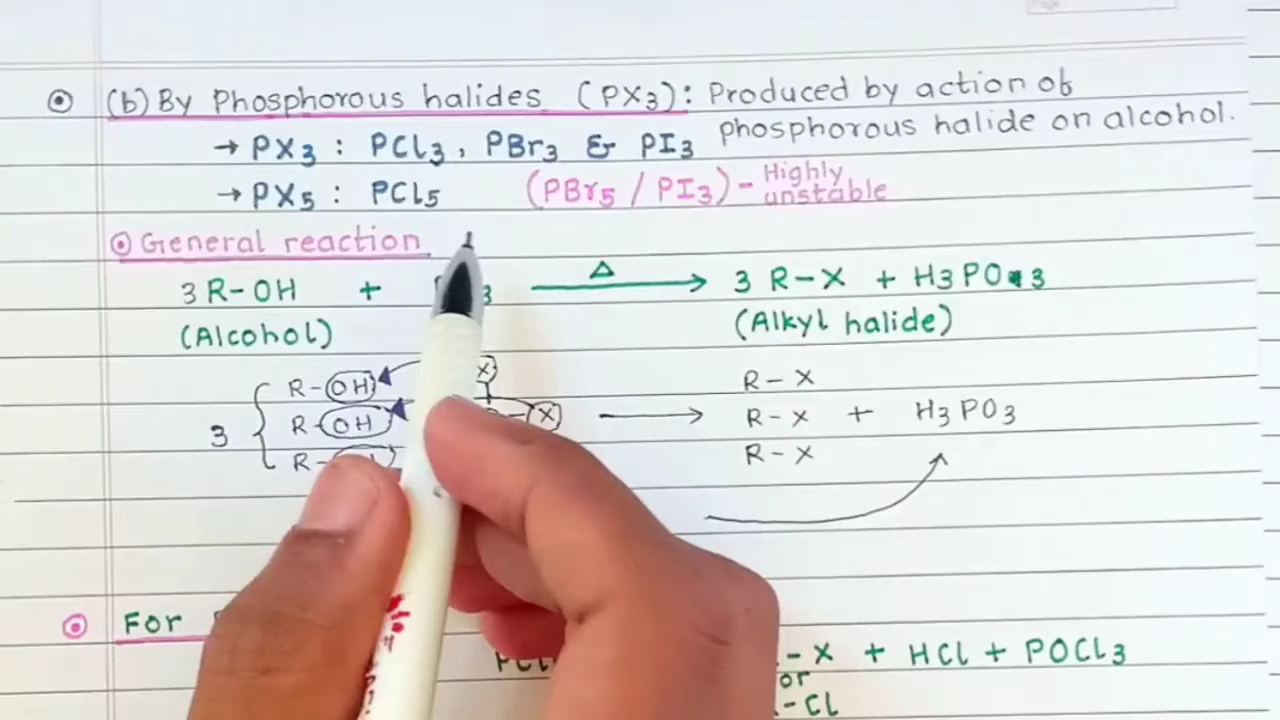 (b) By Phosphorous halides (PX3): Produced by action of
phosphorous halide on alcohol.
→ PX3 : PCl3, PBr3 & PI3
→ PX5 : PCl5 (PBr5 / PI3) - Highly unstable
General reaction
3 R-OH + 3 → 3 R-X + H3PO3
Δ
(Alcohol) (Alkyl halide)
R-OH X R-X
3 R-OH X → R-X + H3PO3
R- R-X
For
-X + HCl + POCl3
or
-Cl